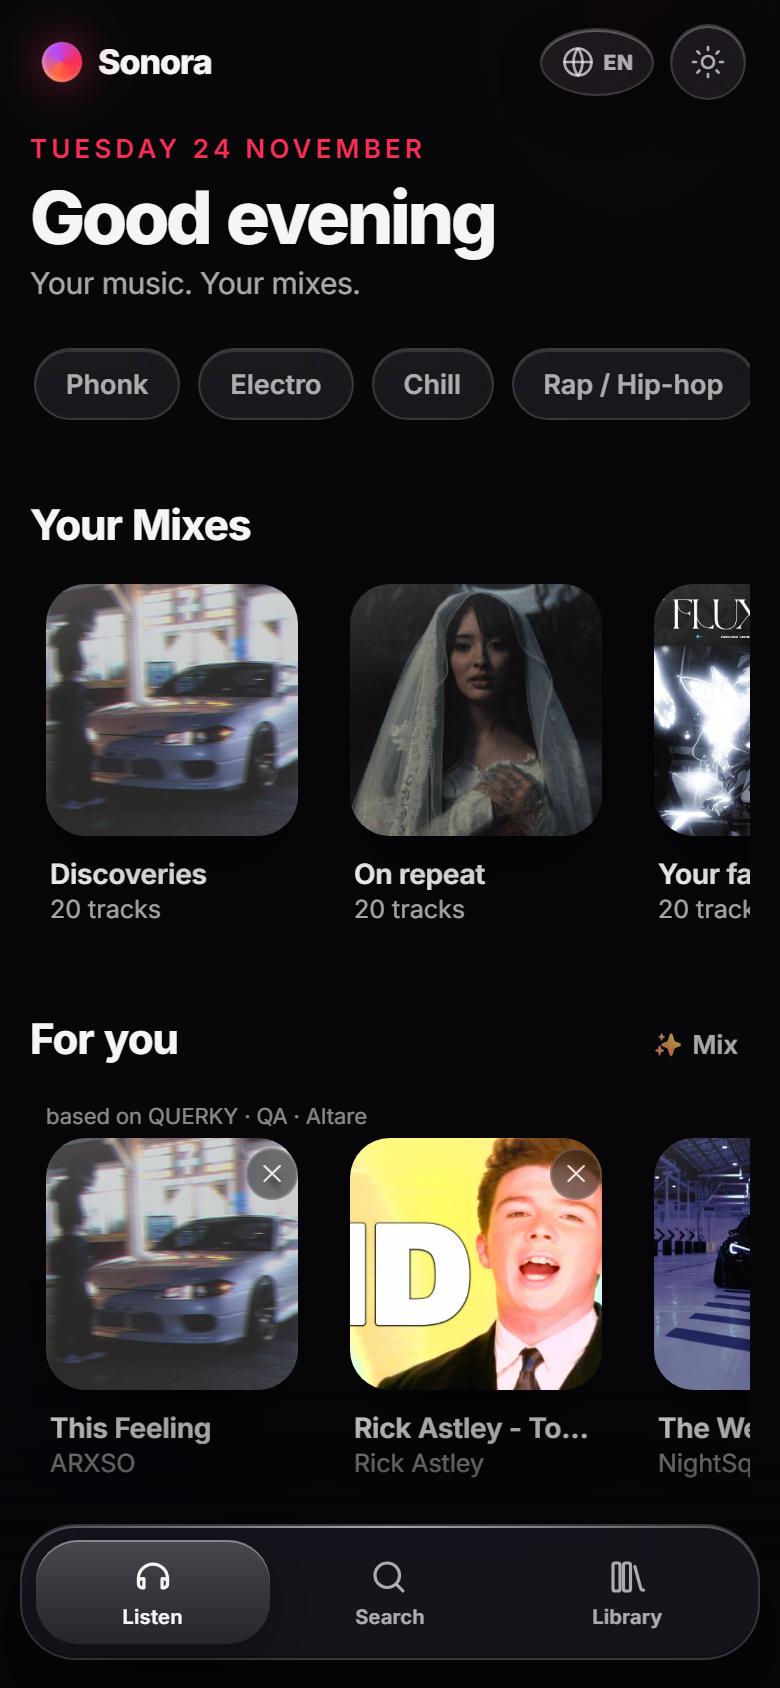 Sonora
EN
TUESDAY 24 NOVEMBER
Good evening
Your music. Your mixes.
Phonk
Electro
Chill
Rap / Hip-hop
Your Mixes
FLUX
Discoveries
On repeat
Your fa
20 tracks
20 tracks
20 track
For you
✨ Mix
based on QUERKY · QA · Altare
ID
This Feeling
Rick Astley - To...
The We
ARXSO
Rick Astley
NightSq
Listen
Search
Library